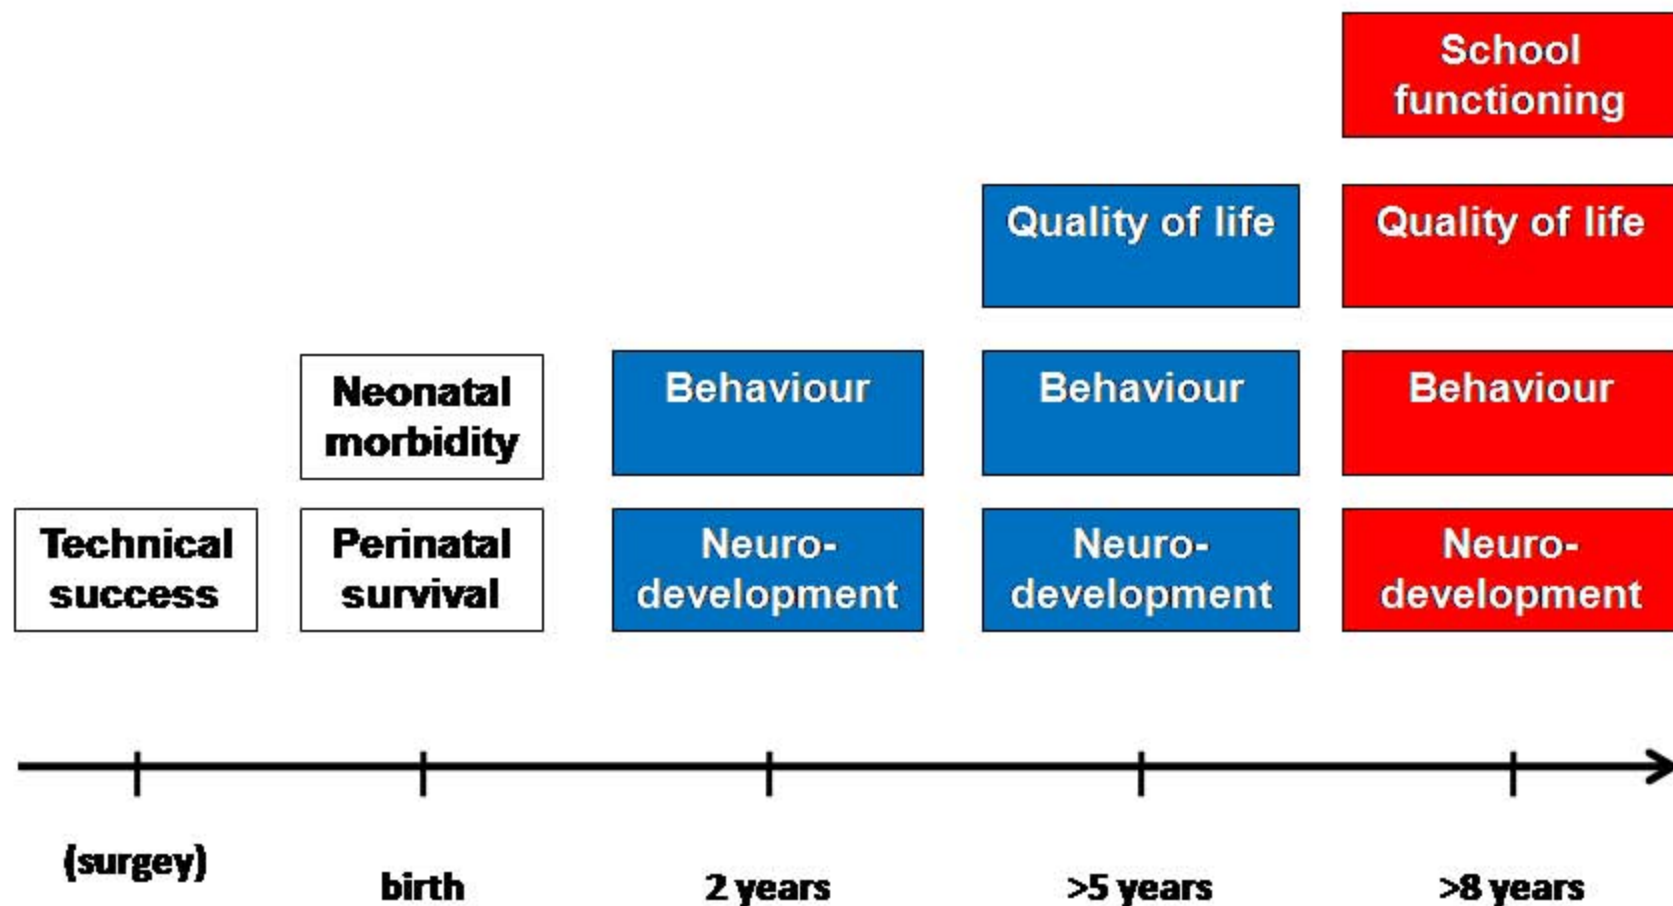 School
functioning
Quality of life
Quality of life
Neonatal
morbidity
Behaviour
Behaviour
Behaviour
Technical
success
Perinatal
survival
Neuro-
development
Neuro-
development
Neuro-
development
(surgey)
birth
2 years
>5 years
>8 years